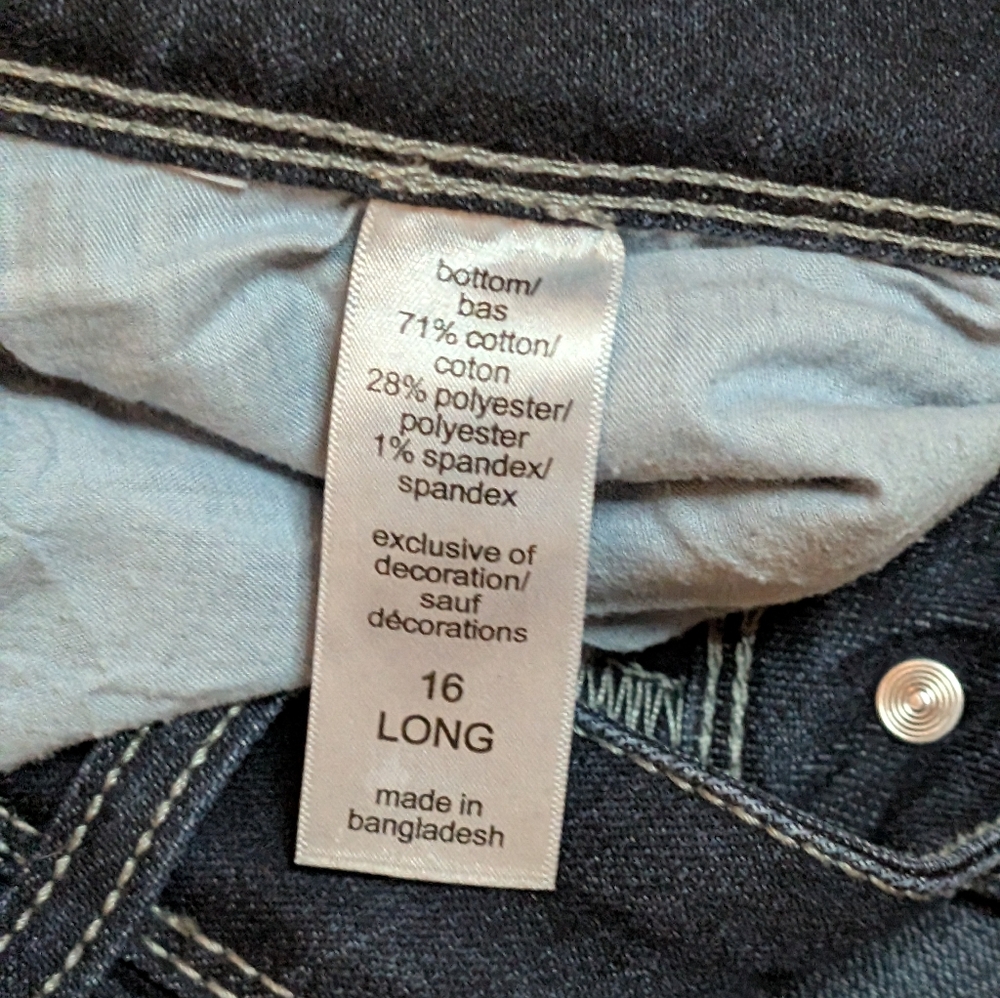 bottom/
bas
71% cotton/
coton
28% polyester/
polyester
1% spandex/
spandex
exclusive of
decoration/
sauf
décorations
16
LONG
made in
bangladesh